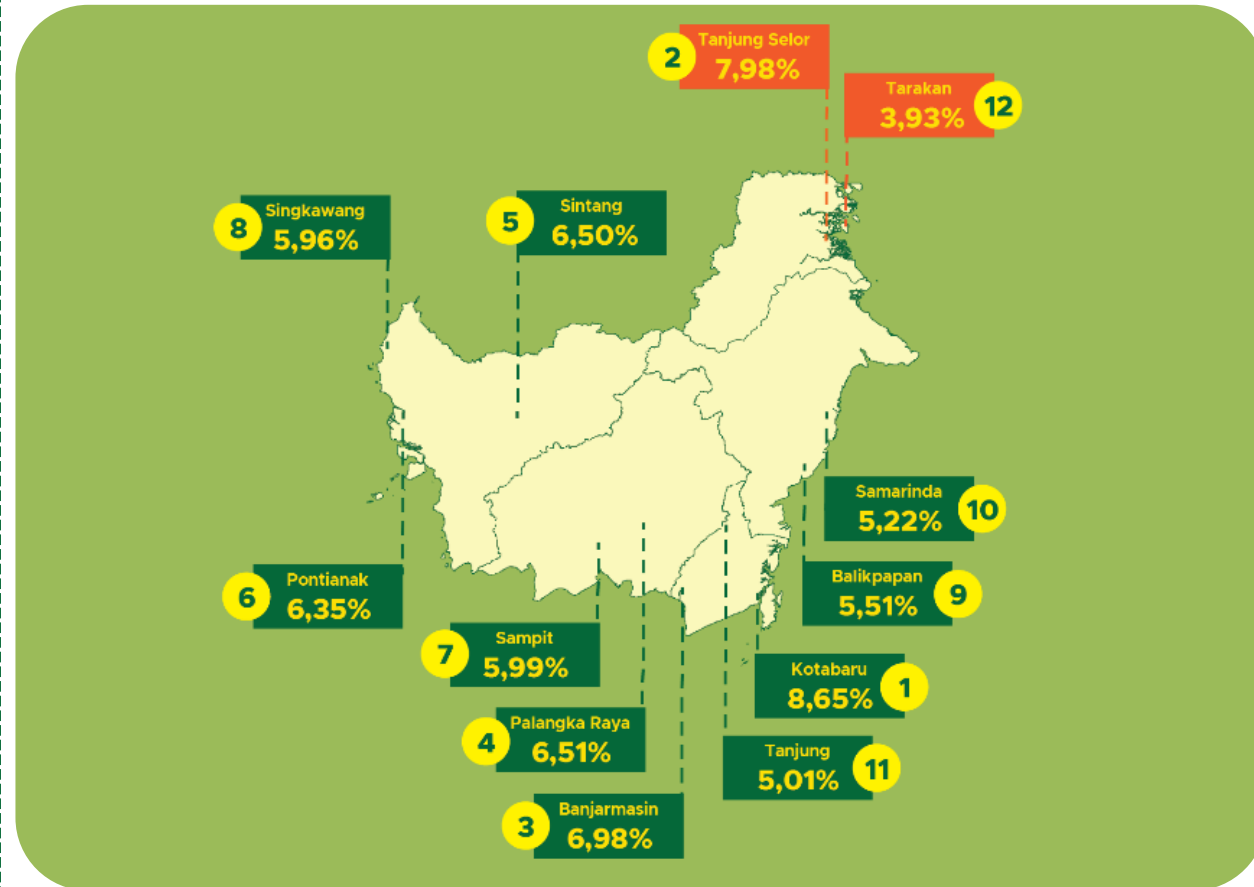 2
Tanjung Selor
7,98%
Tarakan
3,93%
12
8
Singkawang
5,96%
5
Sintang
6,50%
Samarinda
5,22%
10
6
Pontianak
6,35%
Balikpapan
5,51%
9
7
Sampit
5,99%
Kotabaru
8,65%
1
4
Palangka Raya
6,51%
Tanjung
5,01%
11
3
Banjarmasin
6,98%